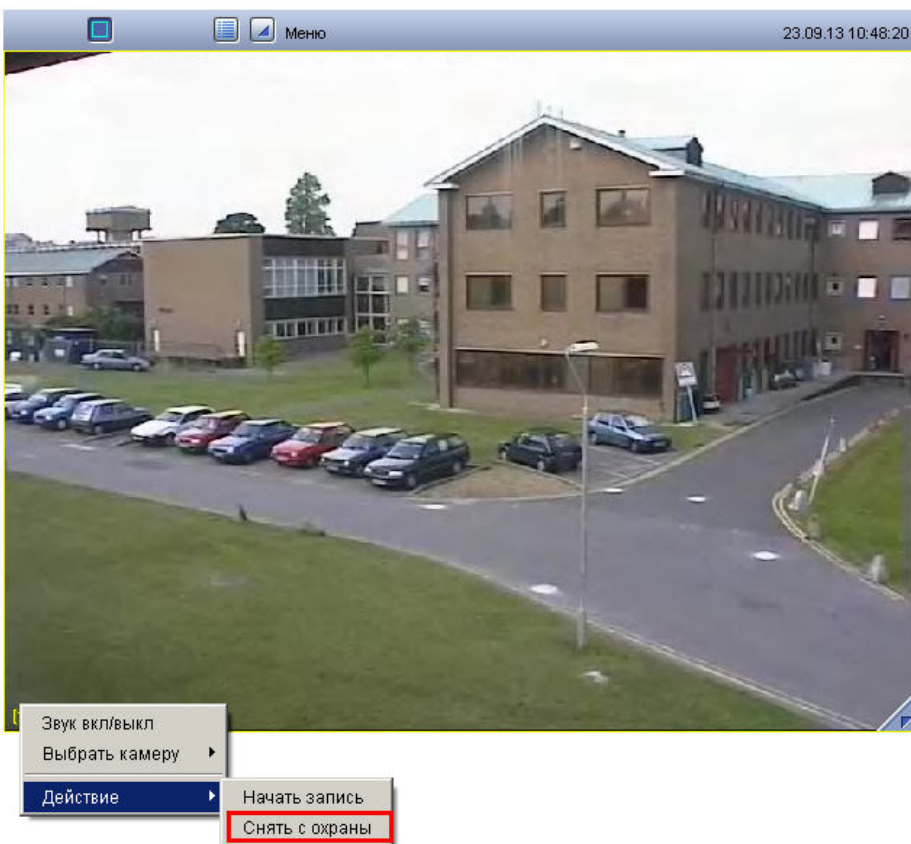 Меню
23.09.13 10:48:20
Звук вкл/выкл
Выбрать камеру
Действие
Начать запись
Снять с охраны